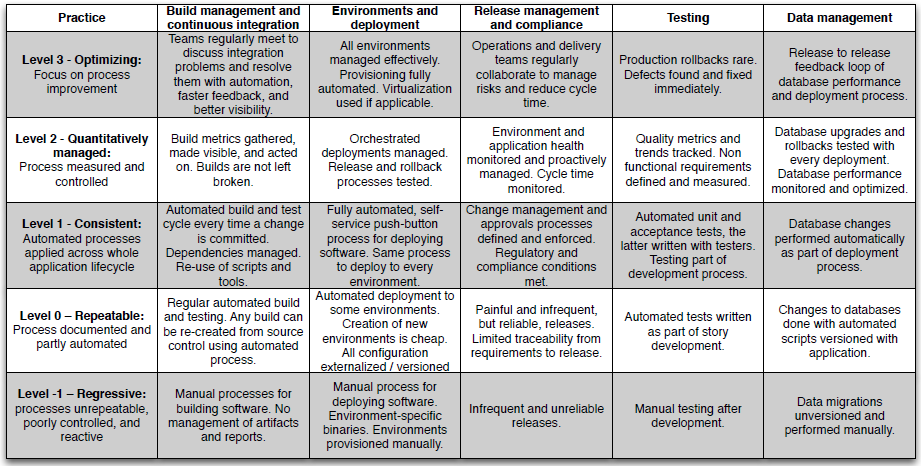 Practice
Build management and
continuous integration
Environments and
deployment
Release management
and compliance
Testing
Data management
Level 3 - Optimizing:
Focus on process
improvement
Teams regularly meet to
discuss integration
problems and resolve
them with automation,
faster feedback, and
better visibility.
All environments
managed effectively.
Provisioning fully
automated. Virtualization
used if applicable.
Operations and delivery
teams regularly
collaborate to manage
risks and reduce cycle
time.
Production rollbacks rare.
Defects found and fixed
immediately.
Release to release
feedback loop of
database performance
and deployment process.
Level 2 - Quantitatively
managed:
Process measured and
controlled
Build metrics gathered,
made visible, and acted
on. Builds are not left
broken.
Orchestrated
deployments managed.
Release and rollback
processes tested.
Environment and
application health
monitored and proactively
managed. Cycle time
monitored.
Quality metrics and
trends tracked. Non
functional requirements
defined and measured.
Database upgrades and
rollbacks tested with
every deployment.
Database performance
monitored and optimized.
Level 1 - Consistent:
Automated processes
applied across whole
application lifecycle
Automated build and test
cycle every time a change
is committed.
Dependencies managed.
Re-use of scripts and
tools.
Fully automated, self-
service push-button
process for deploying
software. Same process
to deploy to every
environment.
Change management and
approvals processes
defined and enforced.
Regulatory and
compliance conditions
met.
Automated unit and
acceptance tests, the
latter written with testers.
Testing part of
development process.
Database changes
performed automatically
as part of deployment
process.
Level 0 – Repeatable:
Process documented and
partly automated
Regular automated build
and testing. Any build can
be re-created from source
control using automated
process.
Automated deployment to
some environments.
Creation of new
environments is cheap.
All configuration
externalized / versioned
Painful and infrequent,
but reliable, releases.
Limited traceability from
requirements to release.
Automated tests written
as part of story
development.
Changes to databases
done with automated
scripts versioned with
application.
Level -1 – Regressive:
processes unrepeatable,
poorly controlled, and
reactive
Manual processes for
building software. No
management of artifacts
and reports.
Manual process for
deploying software.
Environment-specific
binaries. Environments
provisioned manually.
Infrequent and unreliable
releases.
Manual testing after
development.
Data migrations
unversioned and
performed manually.